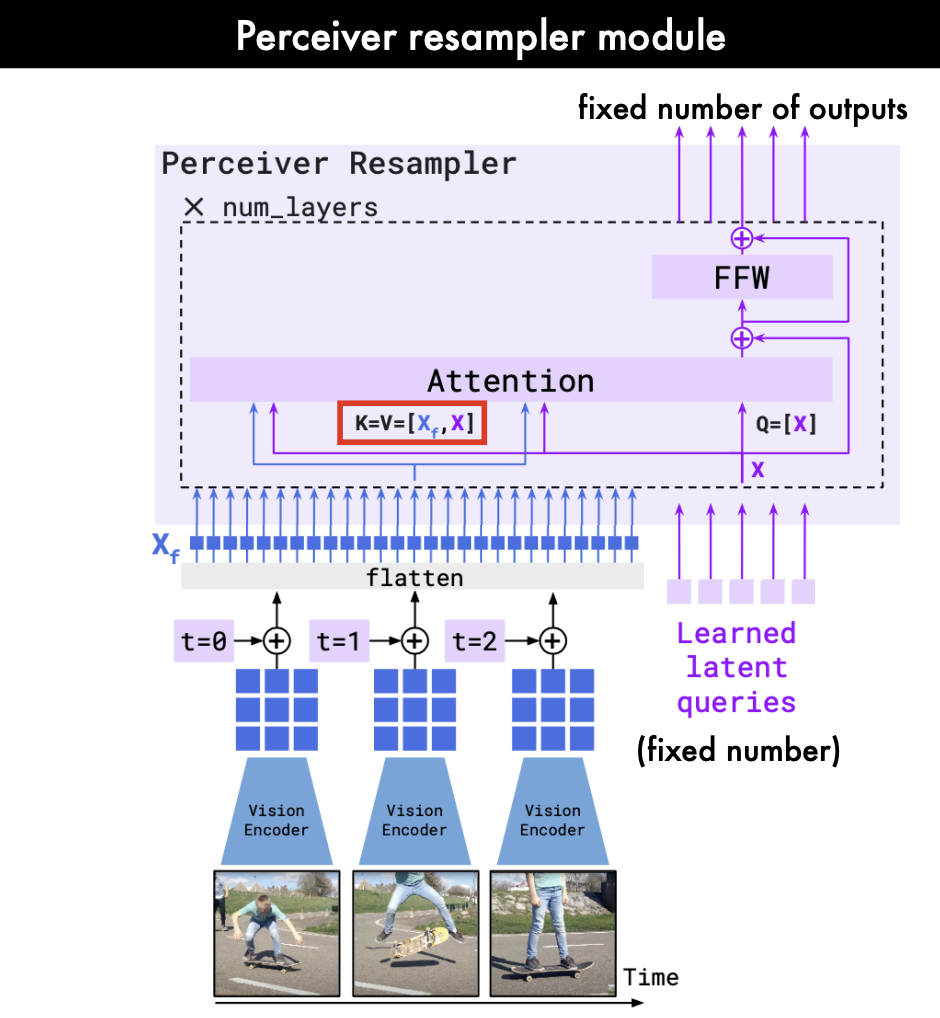 Perceiver resampler module
fixed number of outputs
Perceiver Resampler
× num_layers
FFW
Attention
K=V=[Xf,X]
Q=[X]
X
Xf
flatten
t=0
t=1
t=2
Learned
latent
queries
(fixed number)
Vision
Encoder
Vision
Encoder
Vision
Encoder
Time